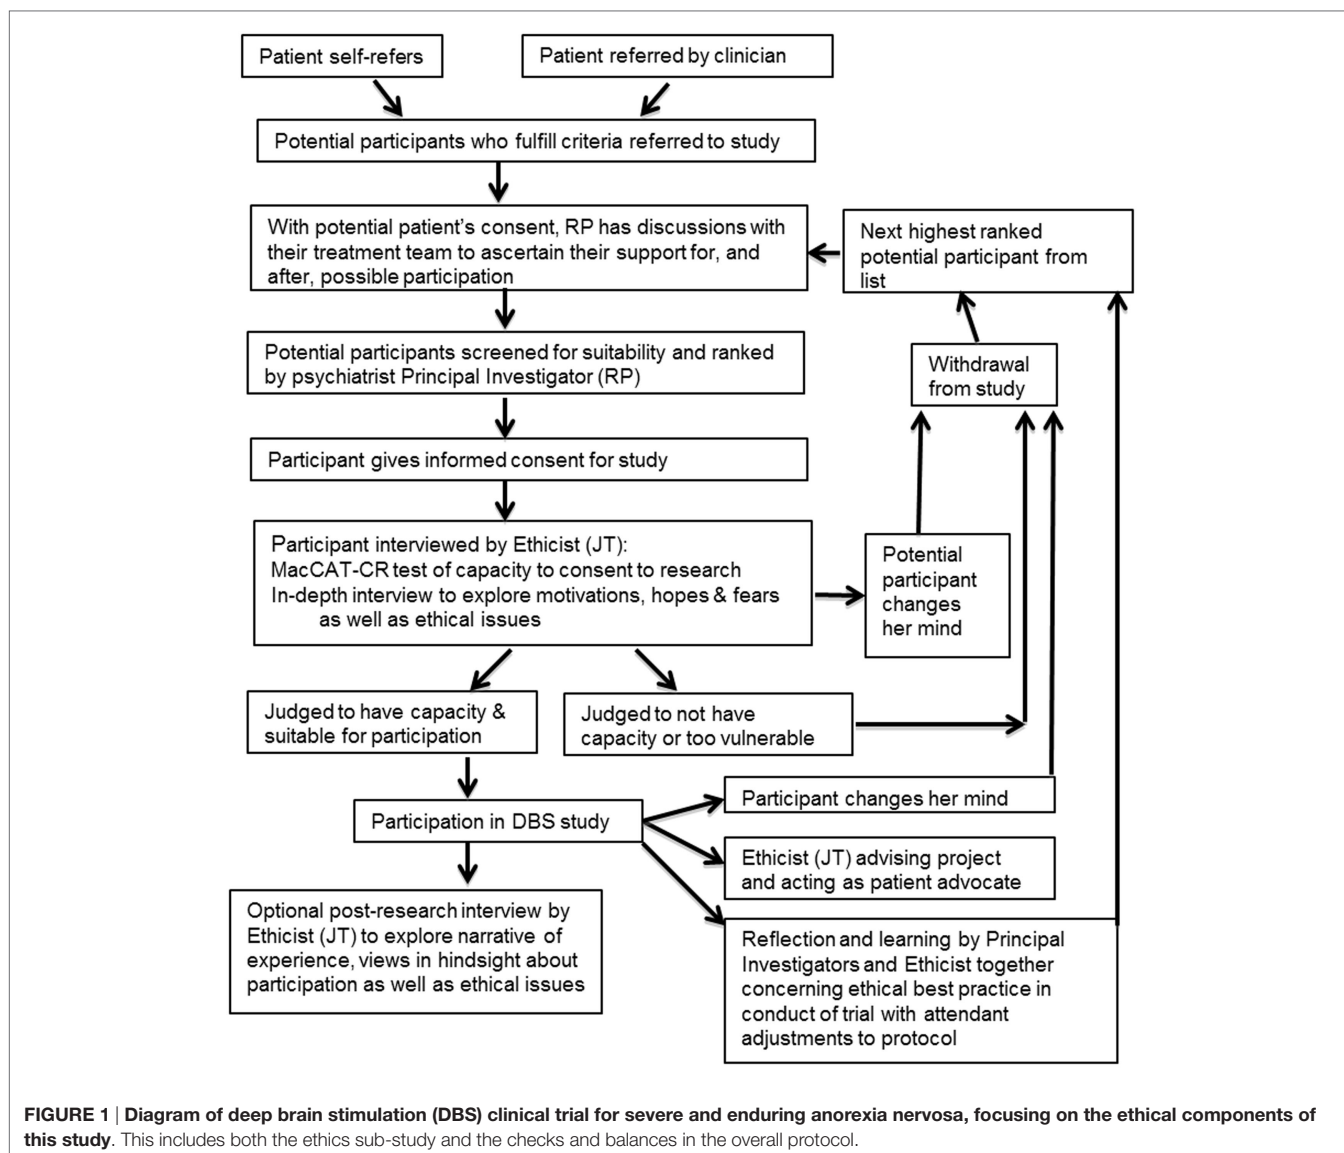 Patient self-refers
Patient referred by clinician
Potential participants who fulfill criteria referred to study
With potential patient's consent, RP has discussions with
their treatment team to ascertain their support for, and
after, possible participation
Next highest ranked
potential participant from
list
Potential participants screened for suitability and ranked
by psychiatrist Principal Investigator (RP)
Withdrawal
from study
Participant gives informed consent for study
Participant interviewed by Ethicist (JT):
MacCAT-CR test of capacity to consent to research
In-depth interview to explore motivations, hopes & fears
as well as ethical issues
Potential
participant
changes
her mind
Judged to have capacity &
suitable for participation
Judged to not have
capacity or too vulnerable
Participation in DBS study
Participant changes her mind
Ethicist (JT) advising project
and acting as patient advocate
Optional post-research interview by
Ethicist (JT) to explore narrative of
experience, views in hindsight about
participation as well as ethical issues
Reflection and learning by Principal
Investigators and Ethicist together
concerning ethical best practice in
conduct of trial with attendant
adjustments to protocol
FIGURE 1 | Diagram of deep brain stimulation (DBS) clinical trial for severe and enduring anorexia nervosa, focusing on the ethical components of
this study. This includes both the ethics sub-study and the checks and balances in the overall protocol.